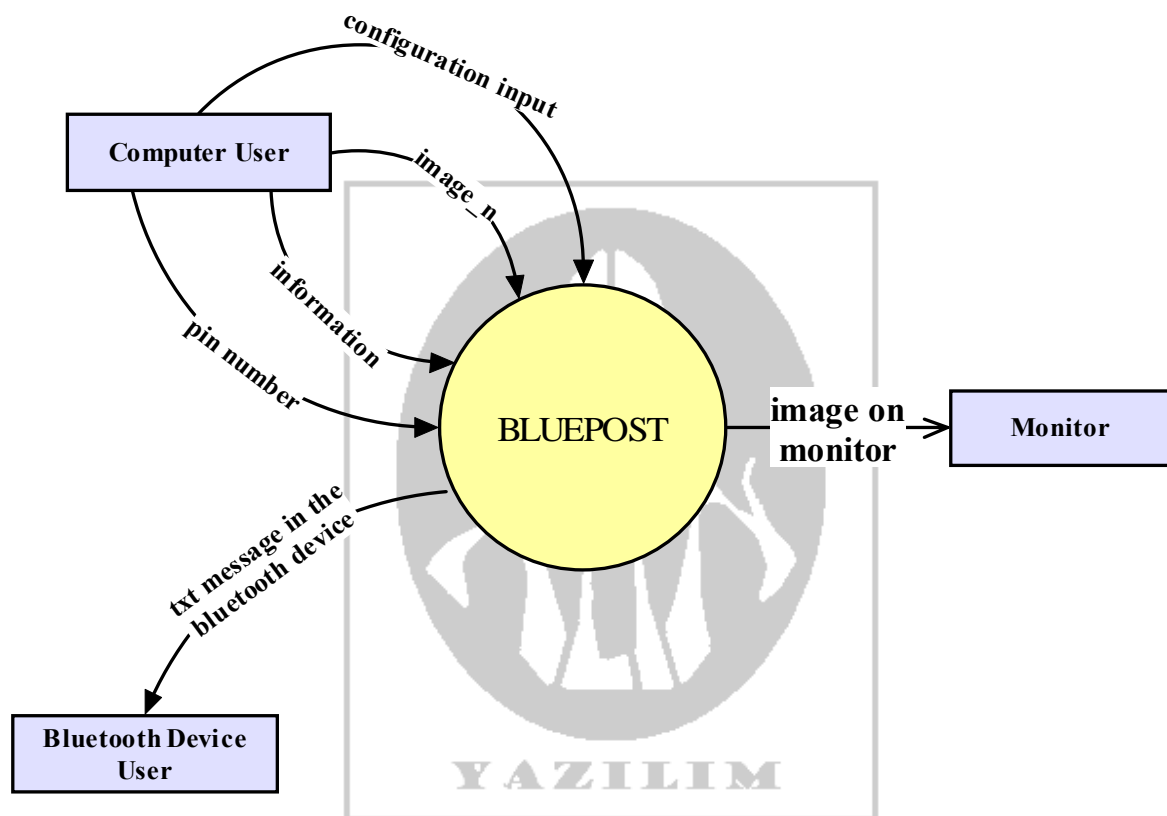 configuration input
Computer User
image_n
information
pin number
BLUEPOST
image on
monitor
Monitor
txt message in the
bluetooth device
Bluetooth Device
User
YAZILIM